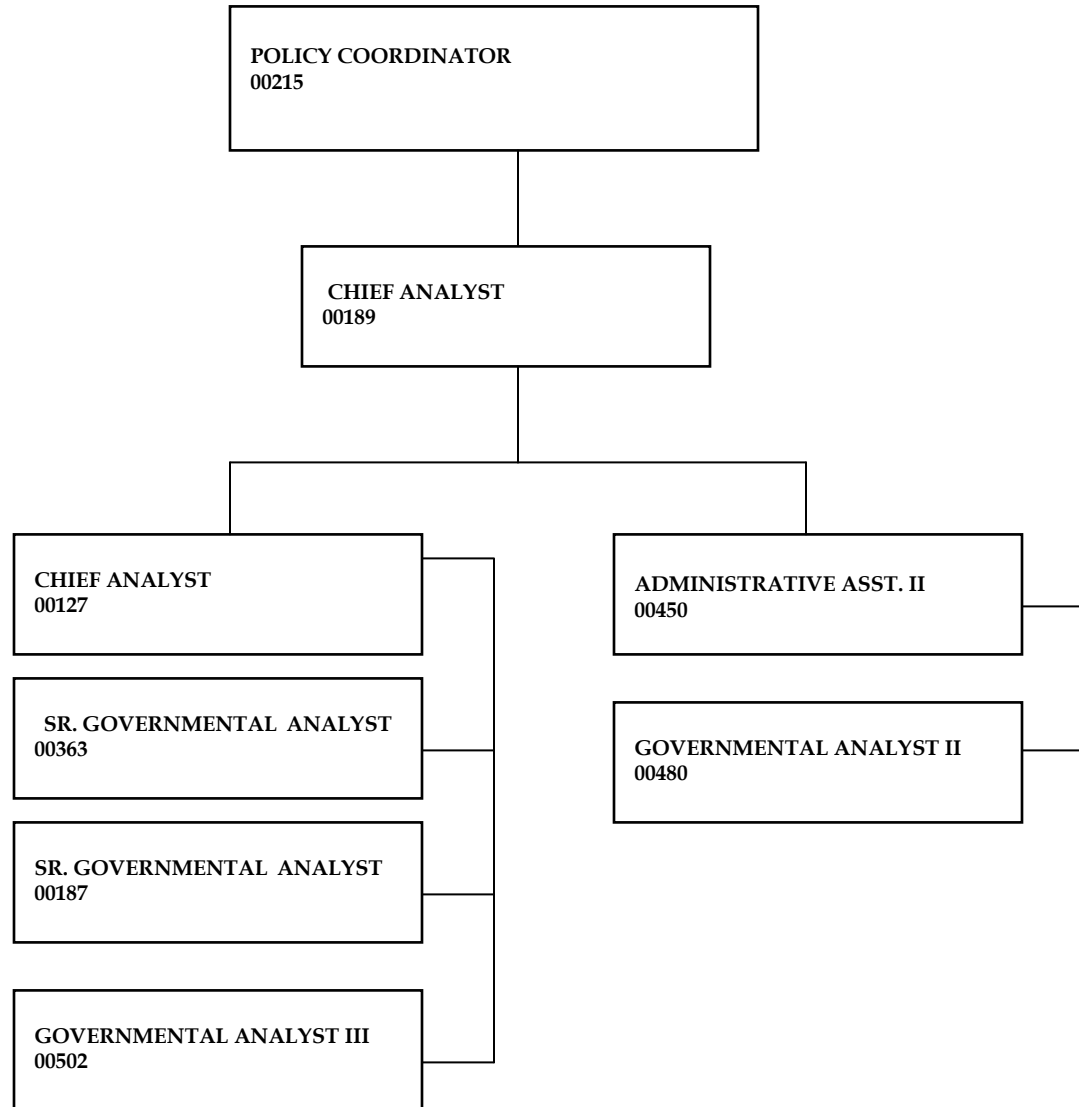 POLICY COORDINATOR
00215
CHIEF ANALYST
00189
CHIEF ANALYST
00127
SR. GOVERNMENTAL ANALYST
00363
SR. GOVERNMENTAL ANALYST
00187
GOVERNMENTAL ANALYST III
00502
ADMINISTRATIVE ASST. II
00450
GOVERNMENTAL ANALYST II
00480